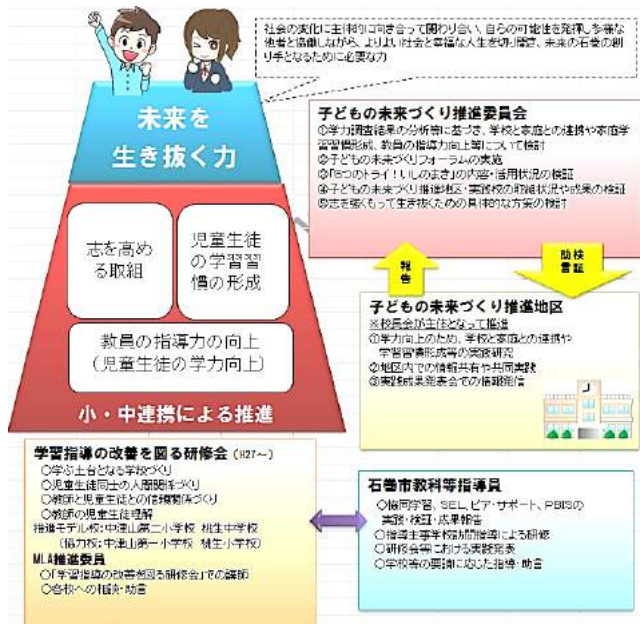 社会の変化に主体的に向き合って関わり合い、自らの可能性を発揮し多様な
他者と協働しながら、よりよい社会と幸福な人生を切り開き、未来の石巻の創
り手となるために必要な力
未来を
生き抜く力
志を高め
る取組
児童生徒
の学習習
慣の形成
教員の指導力の向上
(児童生徒の学力向上)
小・中連携による推進
子どもの未来づくり推進委員会
①学力調査結果の分析等に基づき、学校と家庭との連携や家庭学
習習慣形成、教員の指導力向上等について検討
②子どもの未来づくりフォーラムの実施
③「8つのトライ!いしのまき」の内容・活用状況の検証
④子どもの未来づくり推進地区・実践校の取組状況や成果の検証
⑤志を強くもって生き抜くための具体的な方策の検討
報告
検証
助言
子どもの未来づくり推進地区
※校長会が主体となって推進
①学力向上のため、学校と家庭との連携や
学習習慣形成等の実践研究
②地区内での情報共有や共同実践
③実践成果発表会での情報発信
学習指導の改善を図る研修会(H27~)
○学ぶ土台となる学校づくり
○児童生徒同士の人間関係づくり
○教師と児童生徒との信頼関係づくり
○教師の児童生徒理解
推進モデル校:中津山第二小学校 桃生中学校
(協力校:中津山第一小学校 桃生小学校)
MLA推進委員
○「学習指導の改善を図る研修会」での講師
○各校への相談・助言
石巻市教科等指導員
○協同学習、SEL、ピア・サポート、PBISの
実践・検証・成果報告
○指導主事学校訪問指導による研修
○研修会等における実践発表
○学校等の要請に応じた指導・助言